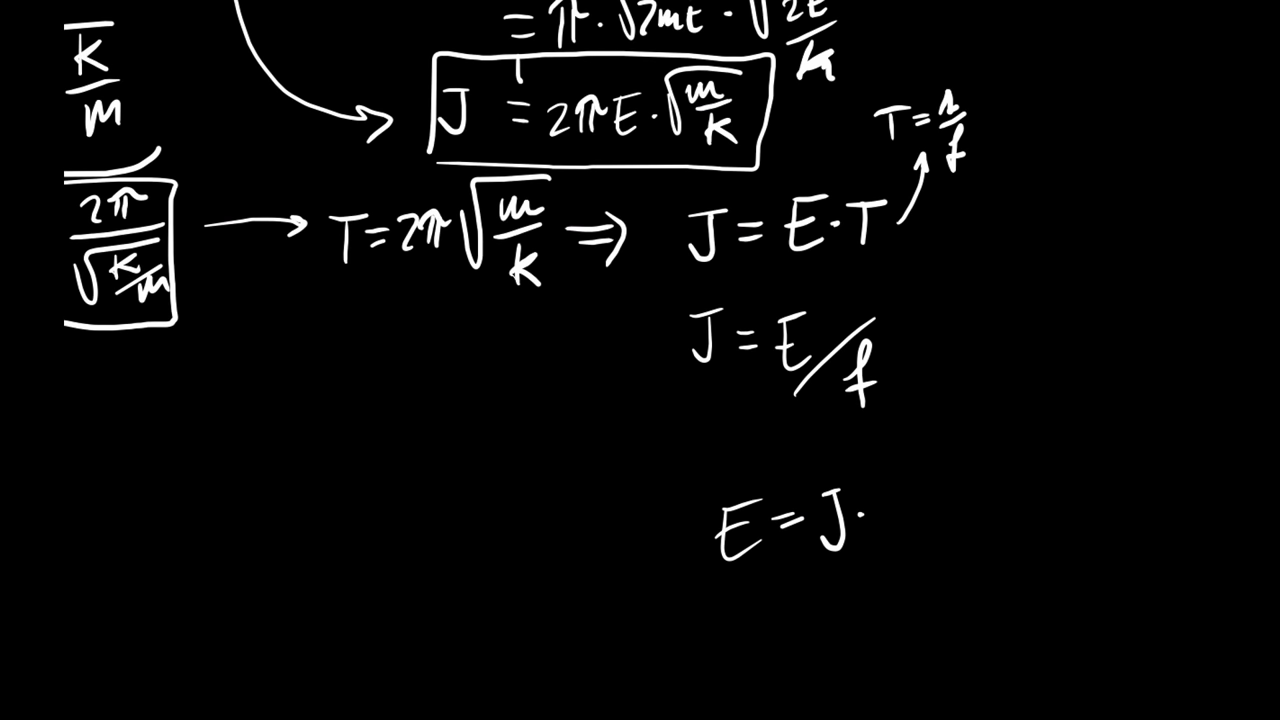 = π · √2mE · √2E/k
√k/m
J = 2πE · √m/k
T = 1/f
2π/√k/m → T = 2π√m/k ⇒ J = E · T
J = E/f
E = J ·